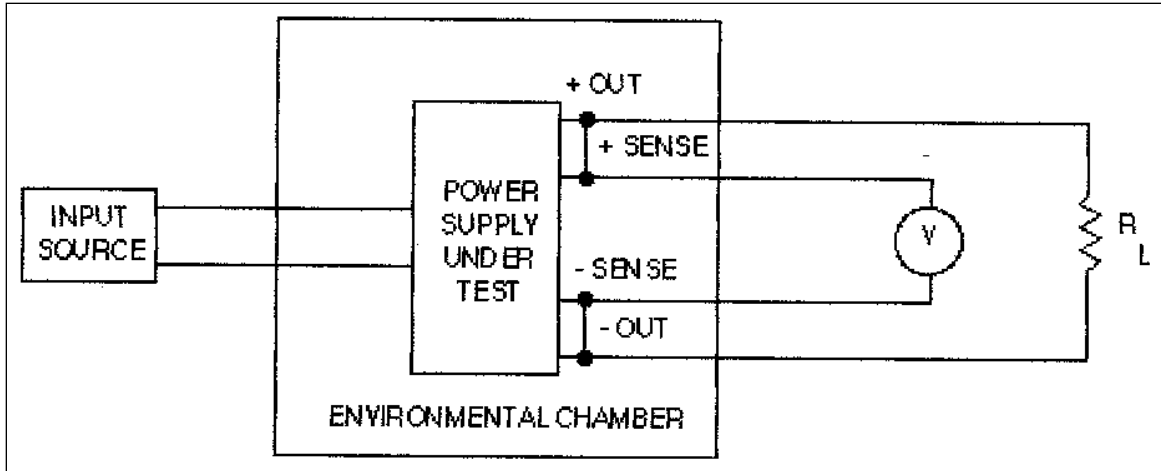 + OUT
+ SENSE
POWER
SUPPLY
UNDER
TEST
INPUT
SOURCE
V
R
L
- SENSE
- OUT
ENVIRONMENTAL CHAMBER